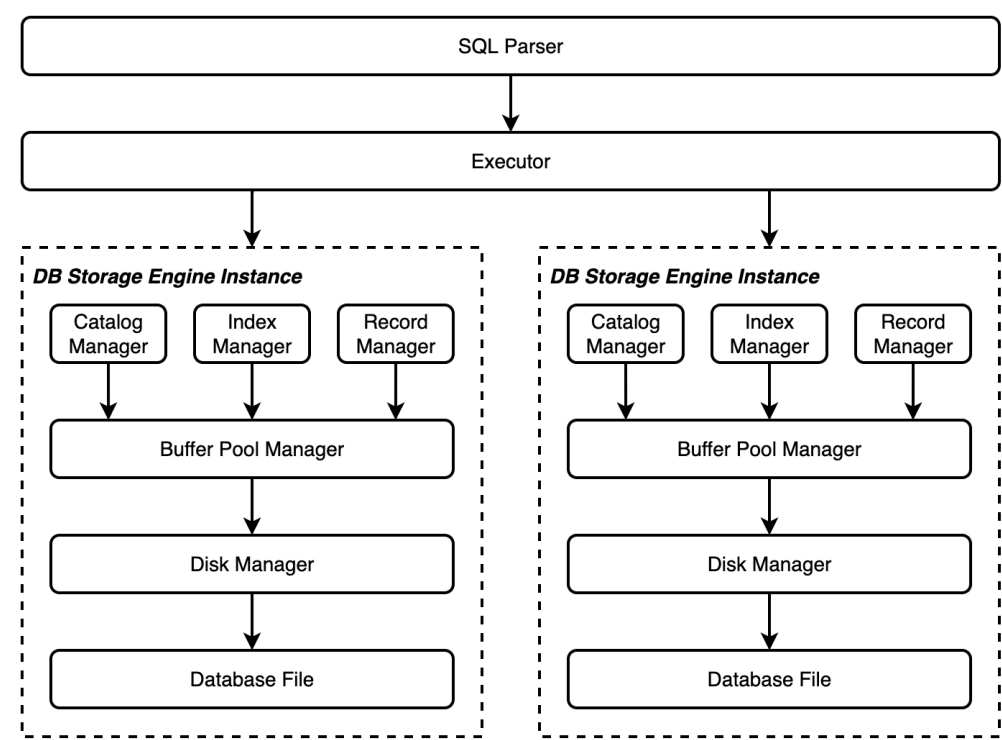 SQL Parser
Executor
DB Storage Engine Instance
Catalog
Manager
Index
Manager
Record
Manager
Buffer Pool Manager
Disk Manager
Database File
DB Storage Engine Instance
Catalog
Manager
Index
Manager
Record
Manager
Buffer Pool Manager
Disk Manager
Database File